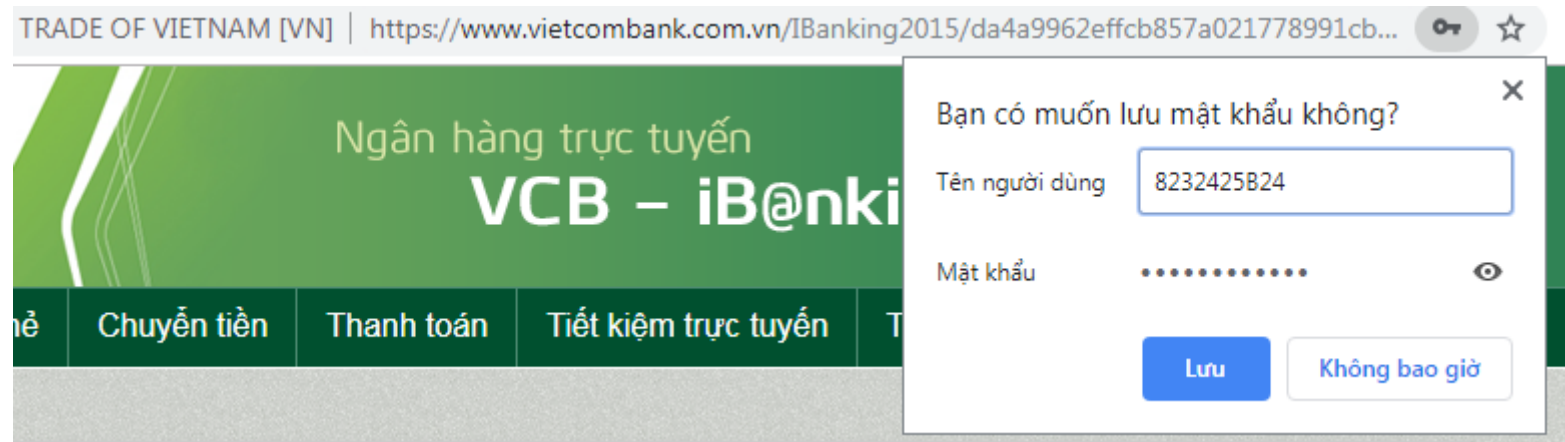 TRADE OF VIETNAM [VN] | https://www.vietcombank.com.vn/IBanking2015/da4a9962effcb857a021778991cb...
Ngân hàng trực tuyến
VCB – iB@nki
Chuyển tiền Thanh toán Tiết kiệm trực tuyến T
Bạn có muốn lưu mật khẩu không?
Tên người dùng 8232425B24
Mật khẩu ••••••••••••
Lưu Không bao giờ